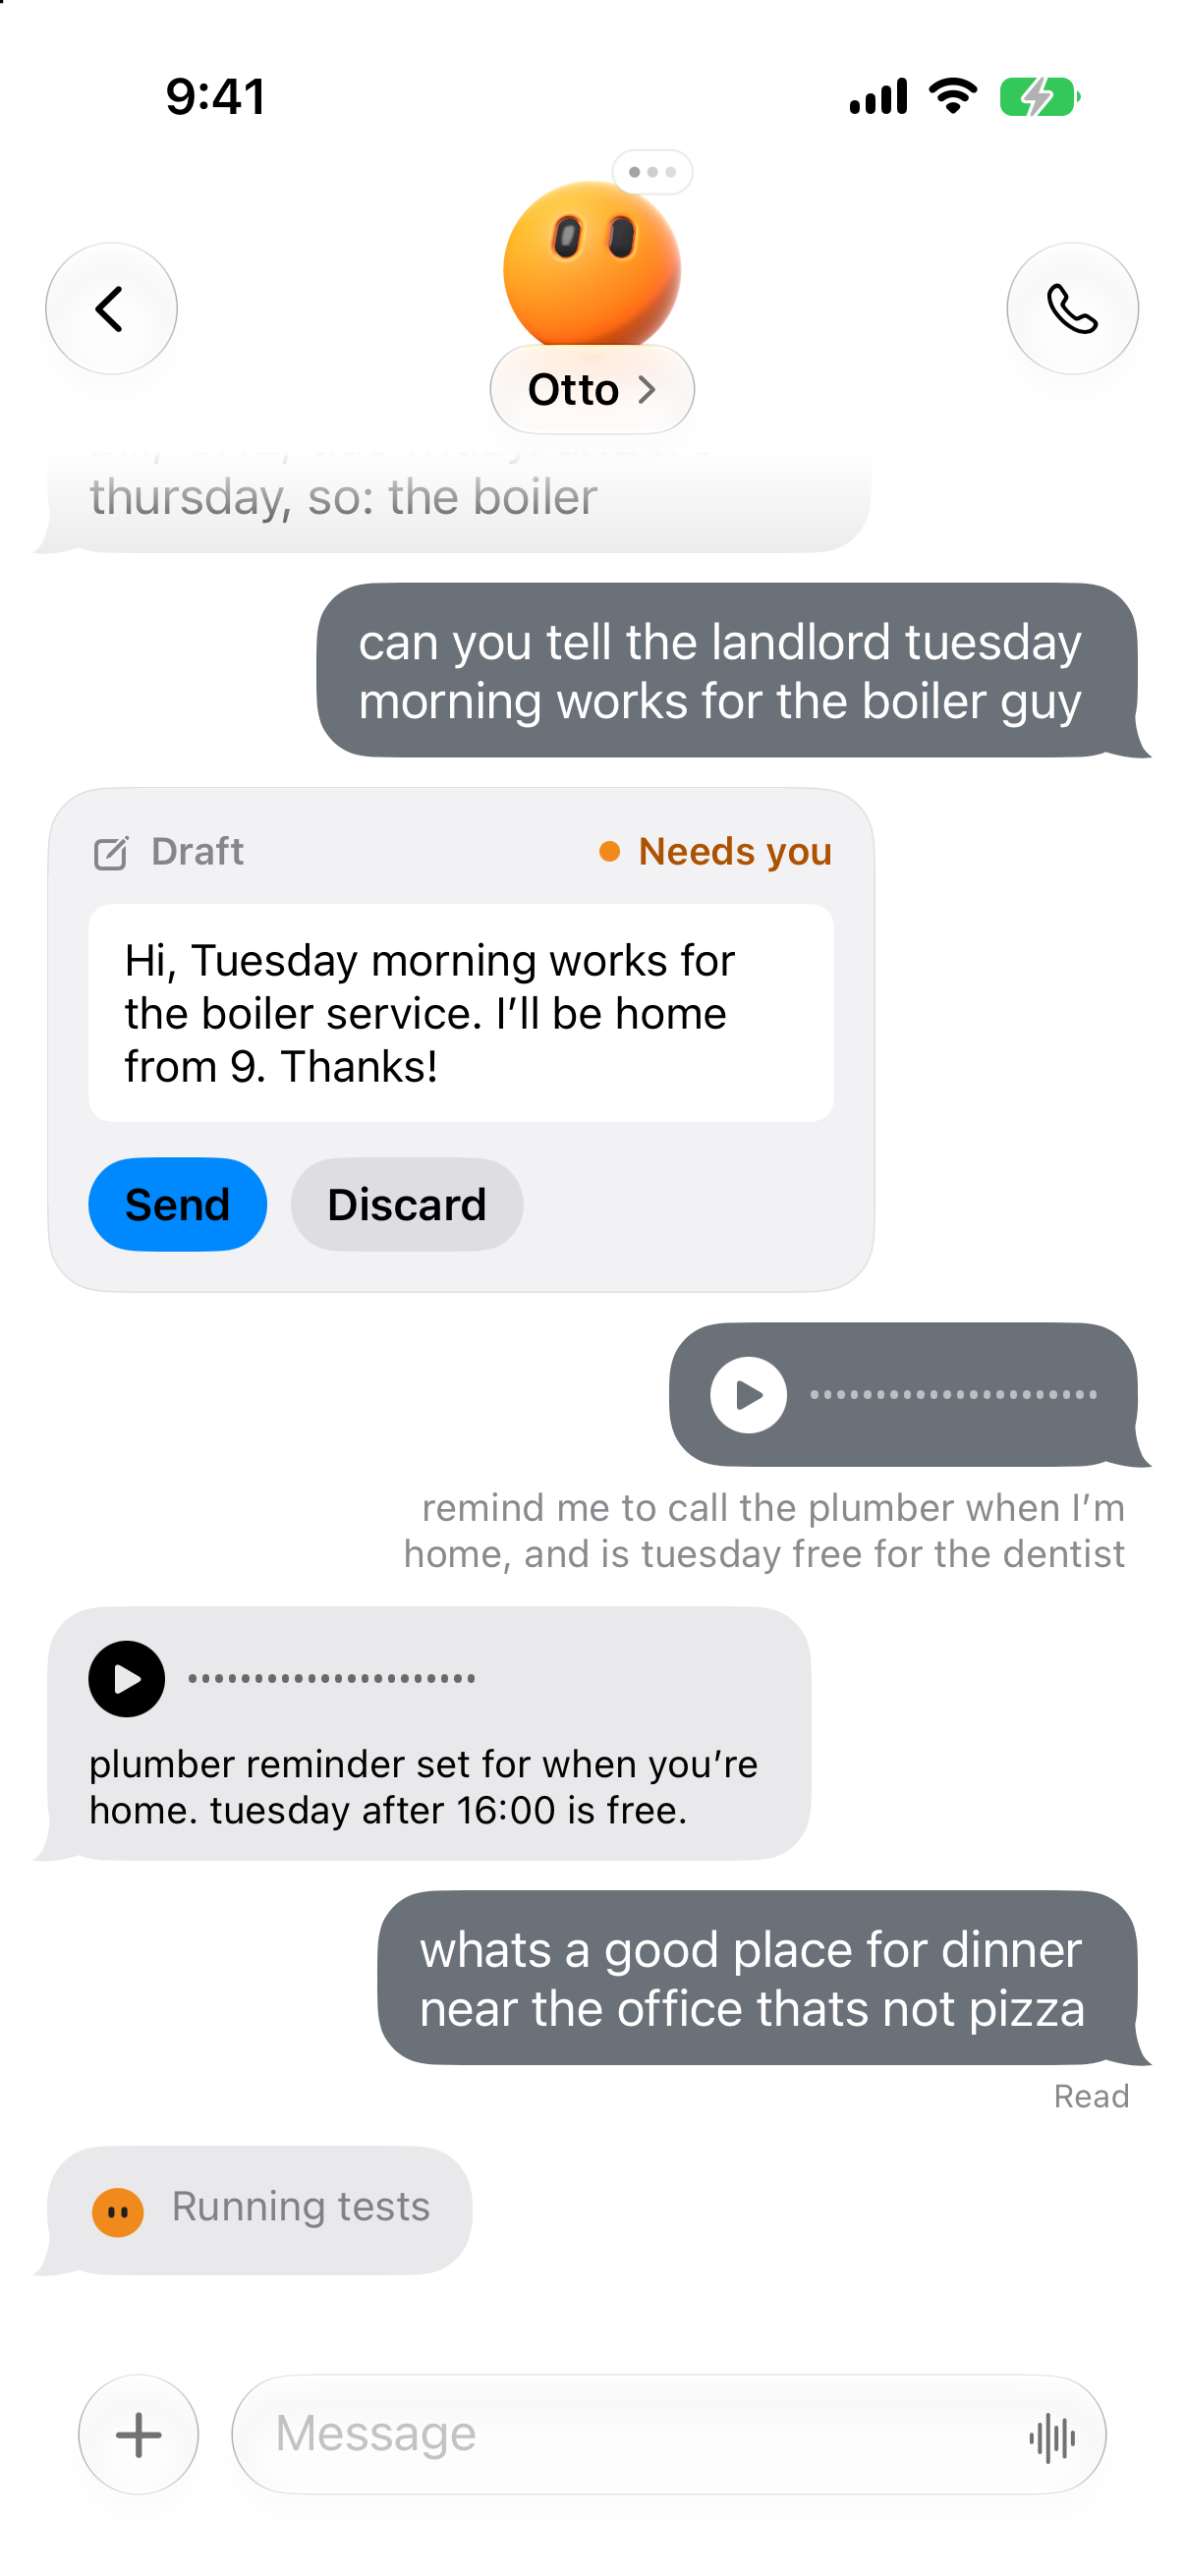 9:41
Otto
thursday, so: the boiler
can you tell the landlord tuesday
morning works for the boiler guy
Draft
Needs you
Hi, Tuesday morning works for
the boiler service. I’ll be home
from 9. Thanks!
Send
Discard
remind me to call the plumber when I’m
home, and is tuesday free for the dentist
plumber reminder set for when you’re
home. tuesday after 16:00 is free.
whats a good place for dinner
near the office thats not pizza
Read
Running tests
Message